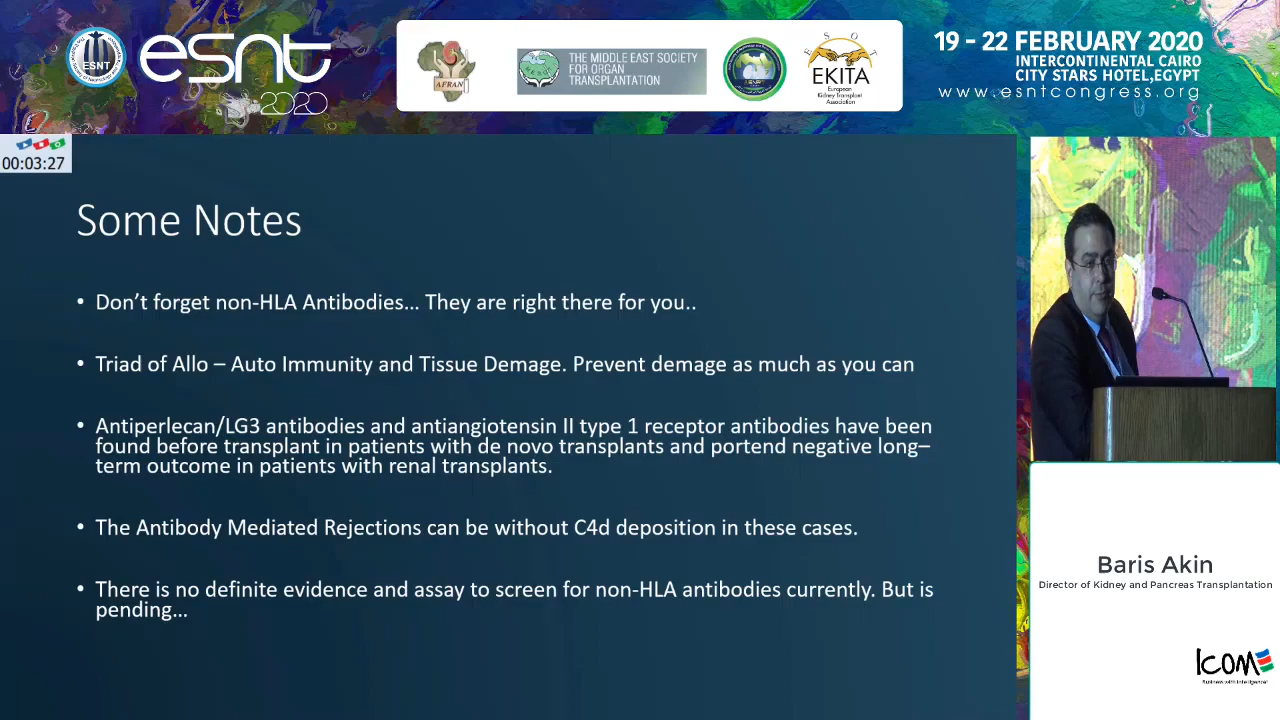 ESNT
esnt
2020
AFRAN
THE MIDDLE EAST SOCIETY
FOR ORGAN
TRANSPLANTATION
ESOT
EKITA
European
Kidney Transplant
Association
19 - 22 FEBRUARY 2020
INTERCONTINENTAL CAIRO
CITY STARS HOTEL,EGYPT
www.esntcongress.org
00:03:27
Some Notes
• Don’t forget non-HLA Antibodies... They are right there for you..
• Triad of Allo – Auto Immunity and Tissue Demage. Prevent demage as much as you can
• Antiperlecan/LG3 antibodies and antiangiotensin II type 1 receptor antibodies have been
found before transplant in patients with de novo transplants and portend negative long–
term outcome in patients with renal transplants.
• The Antibody Mediated Rejections can be without C4d deposition in these cases.
• There is no definite evidence and assay to screen for non-HLA antibodies currently. But is
pending...
Baris Akin
Director of Kidney and Pancreas Transplantation
ICOM
Business with Intelligence!